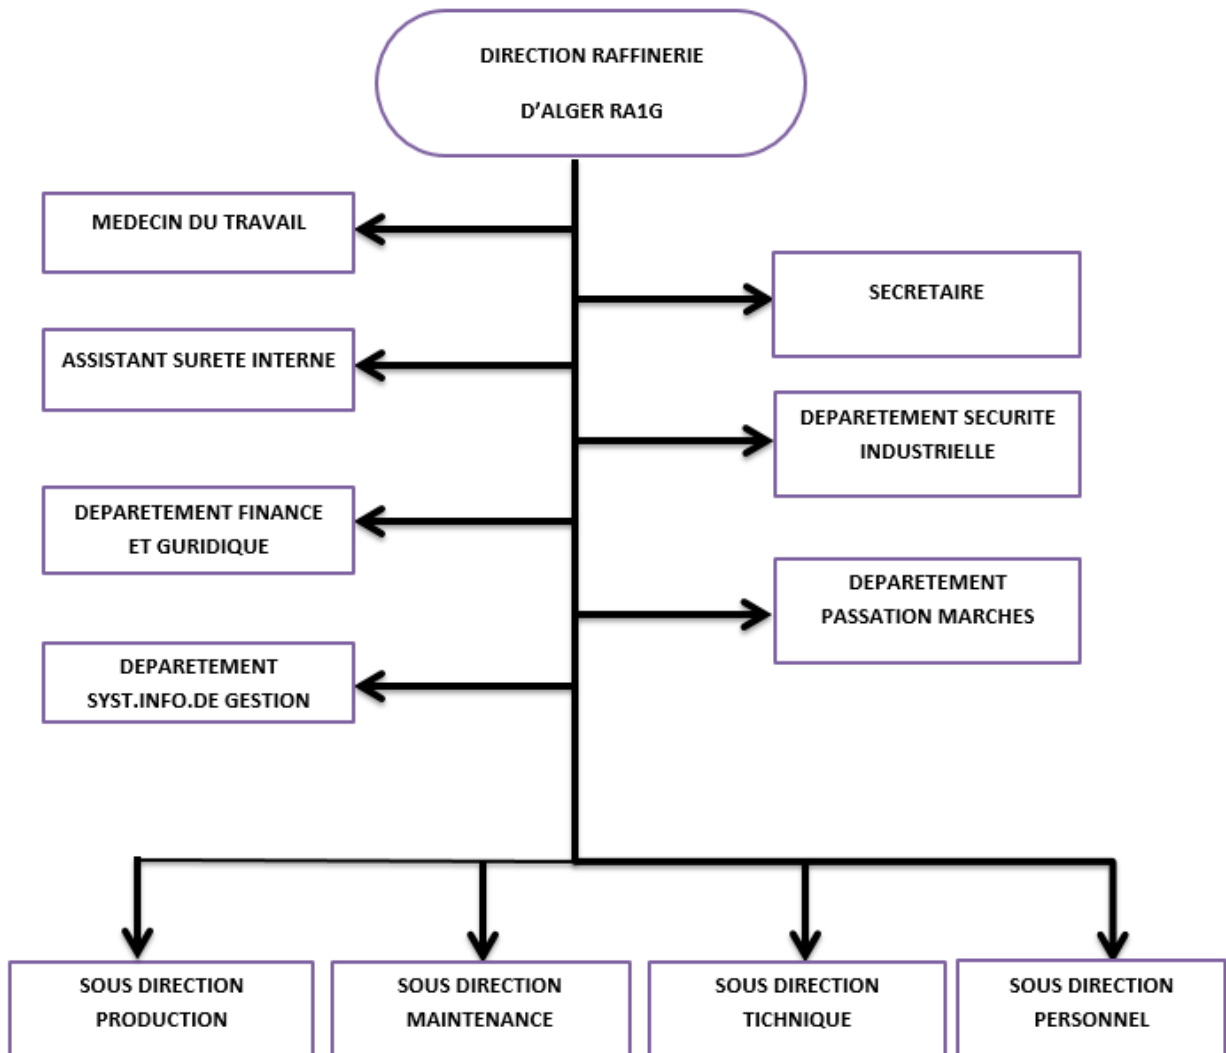 DIRECTION RAFFINERIE
D’ALGER RA1G
MEDECIN DU TRAVAIL
SECRETAIRE
ASSISTANT SURETE INTERNE
DEPARETEMENT SECURITE
INDUSTRIELLE
DEPARETEMENT FINANCE
ET GURIDIQUE
DEPARETEMENT
PASSATION MARCHES
DEPARETEMENT
SYST.INFO.DE GESTION
SOUS DIRECTION
PRODUCTION
SOUS DIRECTION
MAINTENANCE
SOUS DIRECTION
TICHNIQUE
SOUS DIRECTION
PERSONNEL